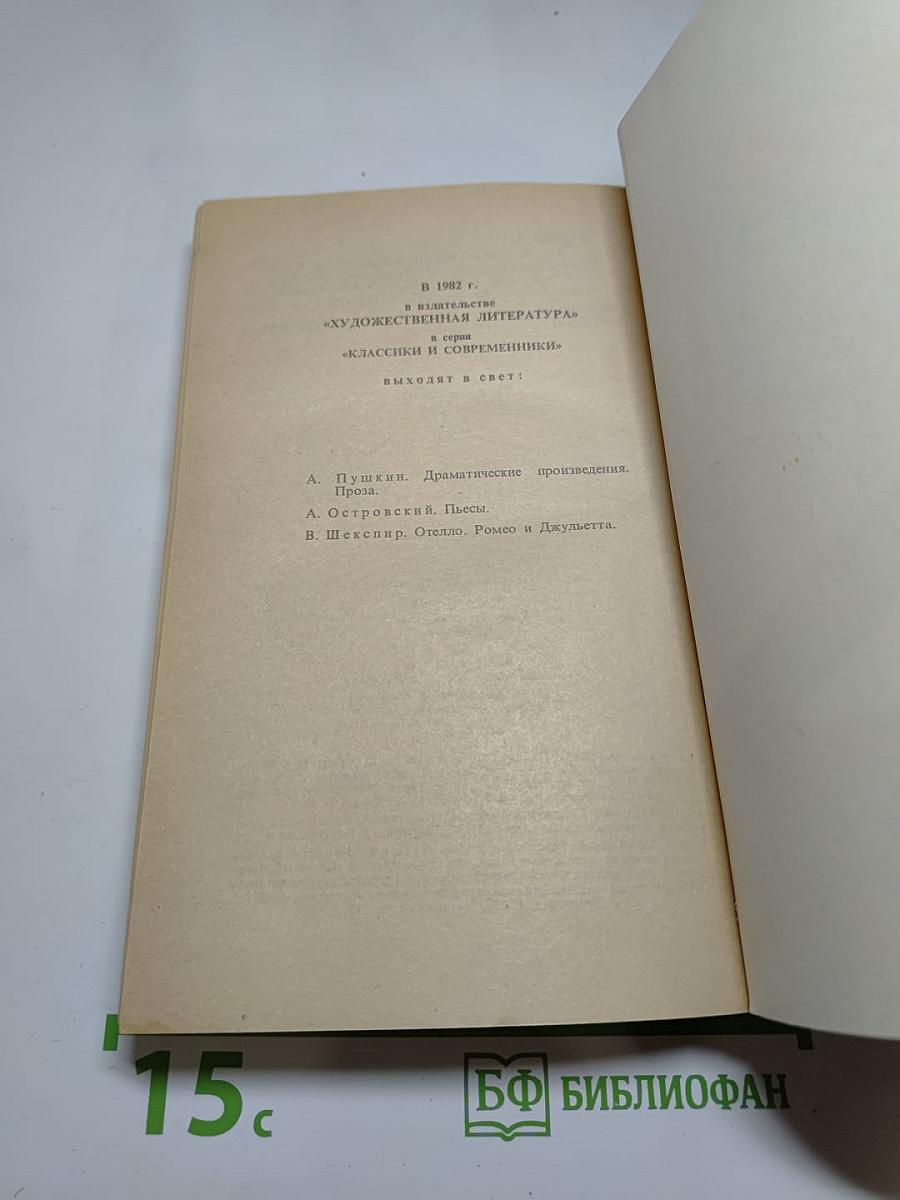 В 1982 г.
в издательстве
«ХУДОЖЕСТВЕННАЯ ЛИТЕРАТУРА»
в серии
«КЛАССИКИ И СОВРЕМЕННИКИ»
выходят в свет:
А. Пушкин. Драматические произведения.
Проза.
А. Островский. Пьесы.
В. Шекспир. Отелло. Ромео и Джульетта.
15 с
БФ БИБЛИОФАН